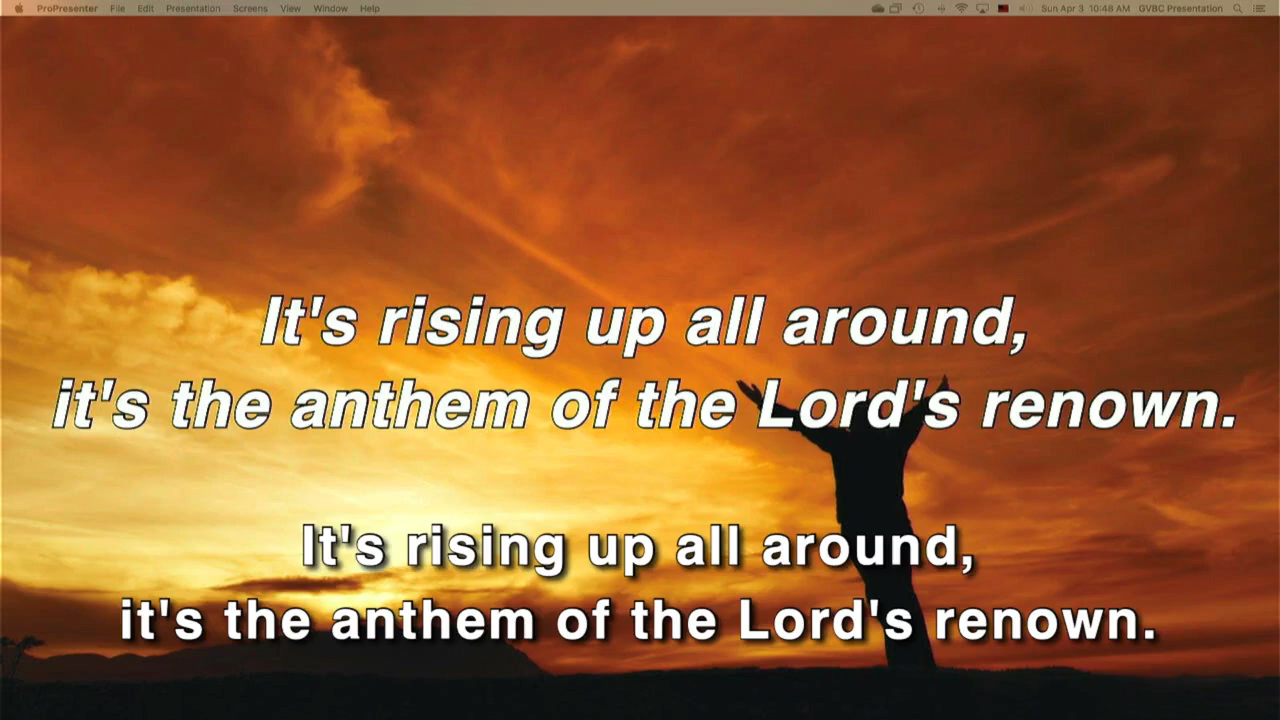 ProPresenter File Edit Presentation Screens View Window Help Sun Apr 3 10:48 AM GVBC Presentation
It's rising up all around,
it's the anthem of the Lord's renown.
It's rising up all around,
it's the anthem of the Lord's renown.